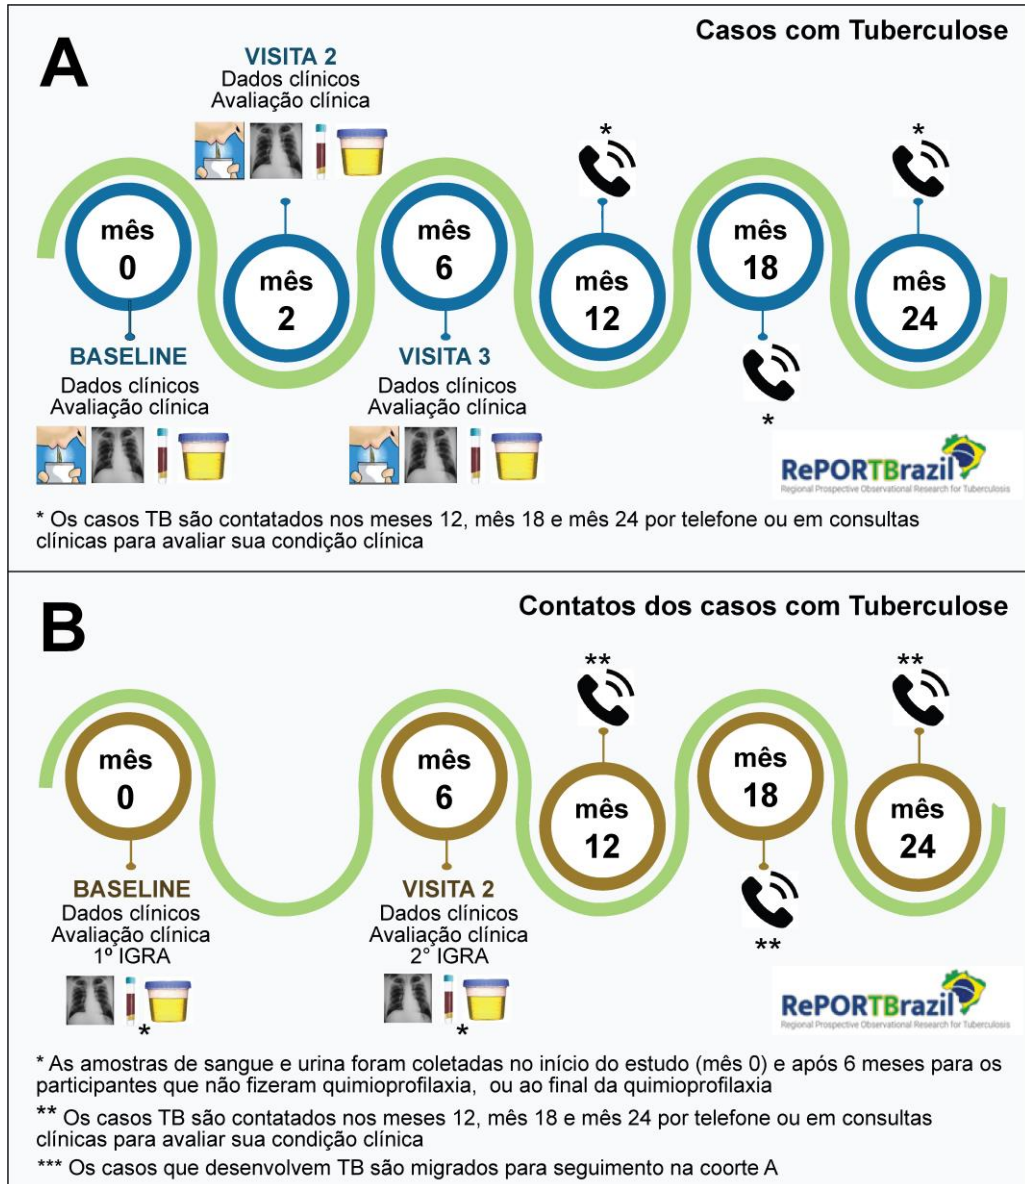 A
Casos com Tuberculose
VISITA 2
Dados clínicos
Avaliação clínica
*
*
mês
0
mês
2
mês
6
mês
12
mês
18
mês
24
BASELINE
Dados clínicos
Avaliação clínica
VISITA 3
Dados clínicos
Avaliação clínica
*
RePORTBrazil
Regional Prospective Observational Research for Tuberculosis
* Os casos TB são contatados nos meses 12, mês 18 e mês 24 por telefone ou em consultas
clínicas para avaliar sua condição clínica
B
Contatos dos casos com Tuberculose
**
**
mês
0
mês
6
mês
12
mês
18
mês
24
BASELINE
Dados clínicos
Avaliação clínica
1º IGRA
*
VISITA 2
Dados clínicos
Avaliação clínica
2° IGRA
*
**
RePORTBrazil
Regional Prospective Observational Research for Tuberculosis
* As amostras de sangue e urina foram coletadas no início do estudo (mês 0) e após 6 meses para os
participantes que não fizeram quimioprofilaxia, ou ao final da quimioprofilaxia
** Os casos TB são contatados nos meses 12, mês 18 e mês 24 por telefone ou em consultas
clínicas para avaliar sua condição clínica
*** Os casos que desenvolvem TB são migrados para seguimento na coorte A